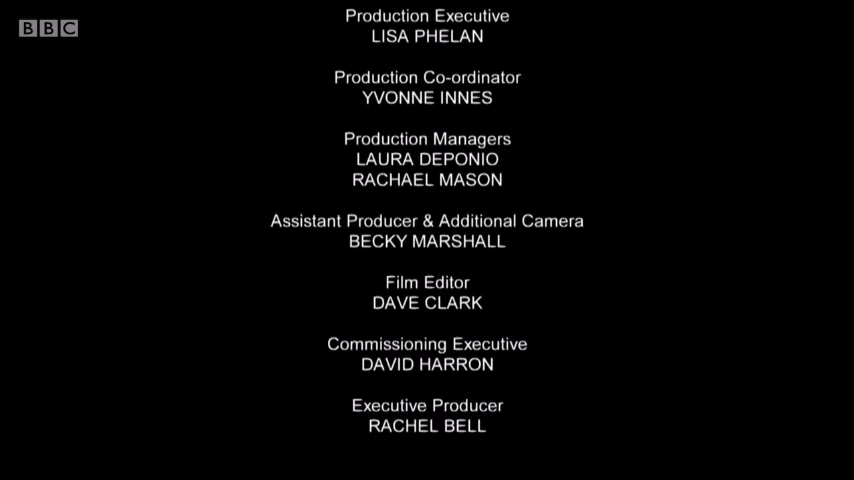 BBC
Production Executive
LISA PHELAN
Production Co-ordinator
YVONNE INNES
Production Managers
LAURA DEPONIO
RACHAEL MASON
Assistant Producer & Additional Camera
BECKY MARSHALL
Film Editor
DAVE CLARK
Commissioning Executive
DAVID HARRON
Executive Producer
RACHEL BELL